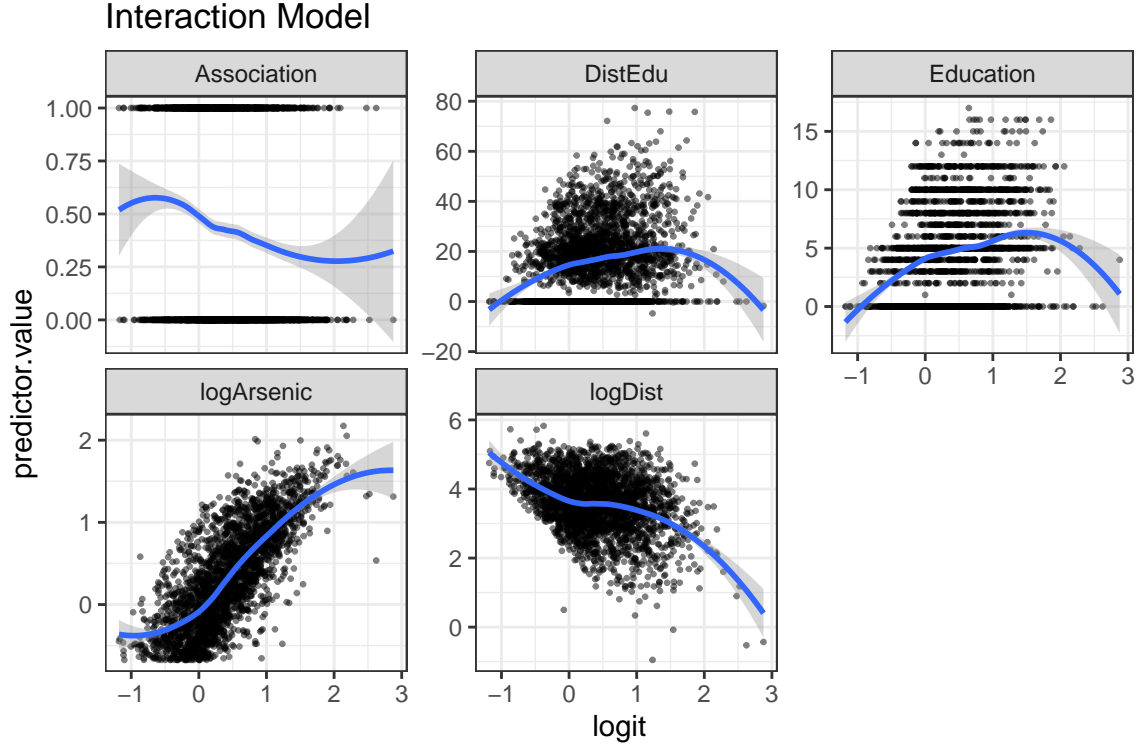 Interaction Model
Association
DistEdu
Education
1.00
0.75
0.50
0.25
0.00
80
60
40
20
0
−20
15
10
5
0
−1 0 1 2 3
logArsenic
logDist
2
1
0
6
4
2
0
−1 0 1 2 3
−1 0 1 2 3
predictor.value
logit